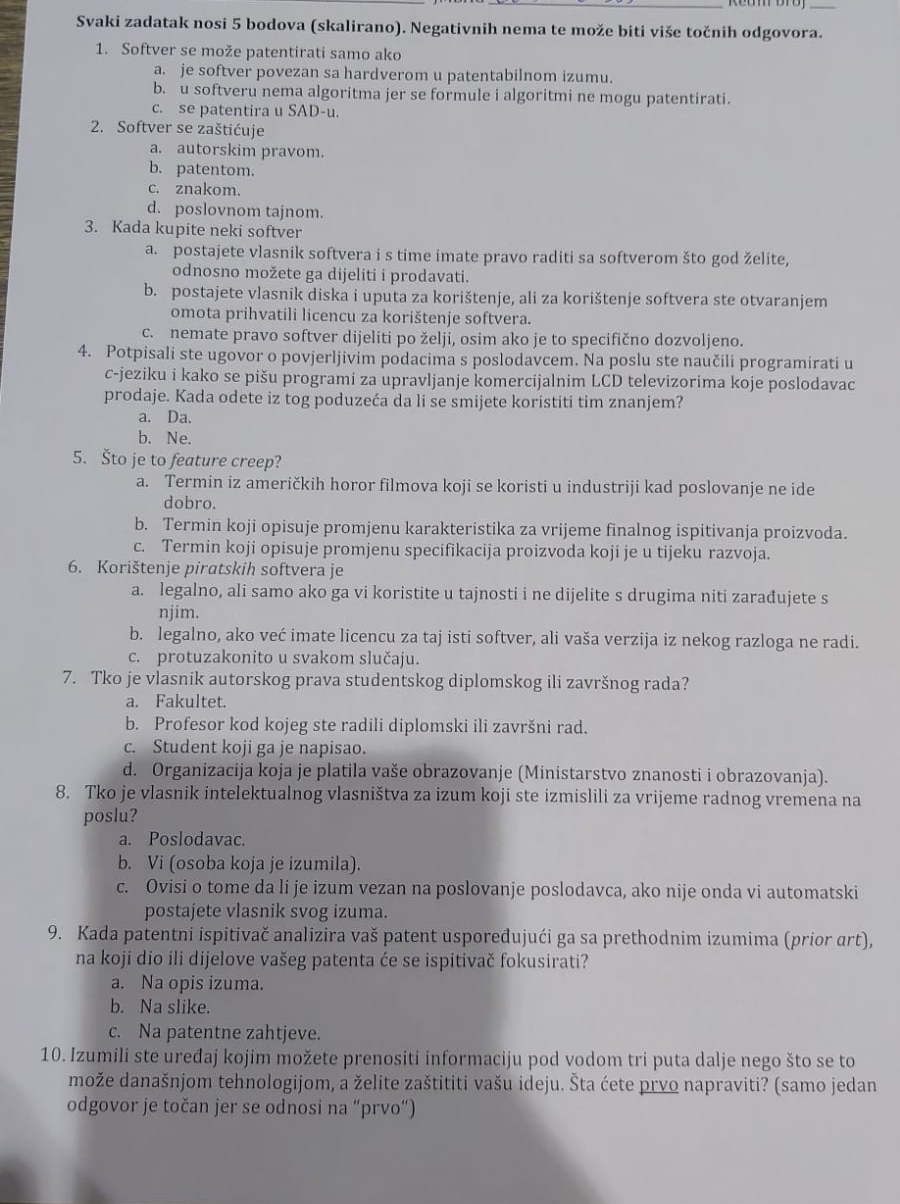 Redni broj
Svaki zadatak nosi 5 bodova (skalirano). Negativnih nema te može biti više točnih odgovora.
1. Softver se može patentirati samo ako
a. je softver povezan sa hardverom u patentabilnom izumu.
b. u softveru nema algoritma jer se formule i algoritmi ne mogu patentirati.
c. se patentira u SAD-u.
2. Softver se zaštićuje
a. autorskim pravom.
b. patentom.
c. znakom.
d. poslovnom tajnom.
3. Kada kupite neki softver
a. postajete vlasnik softvera i s time imate pravo raditi sa softverom što god želite,
odnosno možete ga dijeliti i prodavati.
b. postajete vlasnik diska i uputa za korištenje, ali za korištenje softvera ste otvaranjem
omota prihvatili licencu za korištenje softvera.
c. nemate pravo softver dijeliti po želji, osim ako je to specifično dozvoljeno.
4. Potpisali ste ugovor o povjerljivim podacima s poslodavcem. Na poslu ste naučili programirati u
c-jeziku i kako se pišu programi za upravljanje komercijalnim LCD televizorima koje poslodavac
prodaje. Kada odete iz tog poduzeća da li se smijete koristiti tim znanjem?
a. Da.
b. Ne.
5. Što je to feature creep?
a. Termin iz američkih horor filmova koji se koristi u industriji kad poslovanje ne ide
dobro.
b. Termin koji opisuje promjenu karakteristika za vrijeme finalnog ispitivanja proizvoda.
c. Termin koji opisuje promjenu specifikacija proizvoda koji je u tijeku razvoja.
6. Korištenje piratskih softvera je
a. legalno, ali samo ako ga vi koristite u tajnosti i ne dijelite s drugima niti zarađujete s
njim.
b. legalno, ako već imate licencu za taj isti softver, ali vaša verzija iz nekog razloga ne radi.
c. protuzakonito u svakom slučaju.
7. Tko je vlasnik autorskog prava studentskog diplomskog ili završnog rada?
a. Fakultet.
b. Profesor kod kojeg ste radili diplomski ili završni rad.
c. Student koji ga je napisao.
d. Organizacija koja je platila vaše obrazovanje (Ministarstvo znanosti i obrazovanja).
8. Tko je vlasnik intelektualnog vlasništva za izum koji ste izmislili za vrijeme radnog vremena na
poslu?
a. Poslodavac.
b. Vi (osoba koja je izumila).
c. Ovisi o tome da li je izum vezan na poslovanje poslodavca, ako nije onda vi automatski
postajete vlasnik svog izuma.
9. Kada patentni ispitivač analizira vaš patent uspoređujući ga sa prethodnim izumima (prior art),
na koji dio ili dijelove vašeg patenta će se ispitivač fokusirati?
a. Na opis izuma.
b. Na slike.
c. Na patentne zahtjeve.
10. Izumili ste uređaj kojim možete prenositi informaciju pod vodom tri puta dalje nego što se to
može današnjom tehnologijom, a želite zaštititi vašu ideju. Šta ćete prvo napraviti? (samo jedan
odgovor je točan jer se odnosi na "prvo")